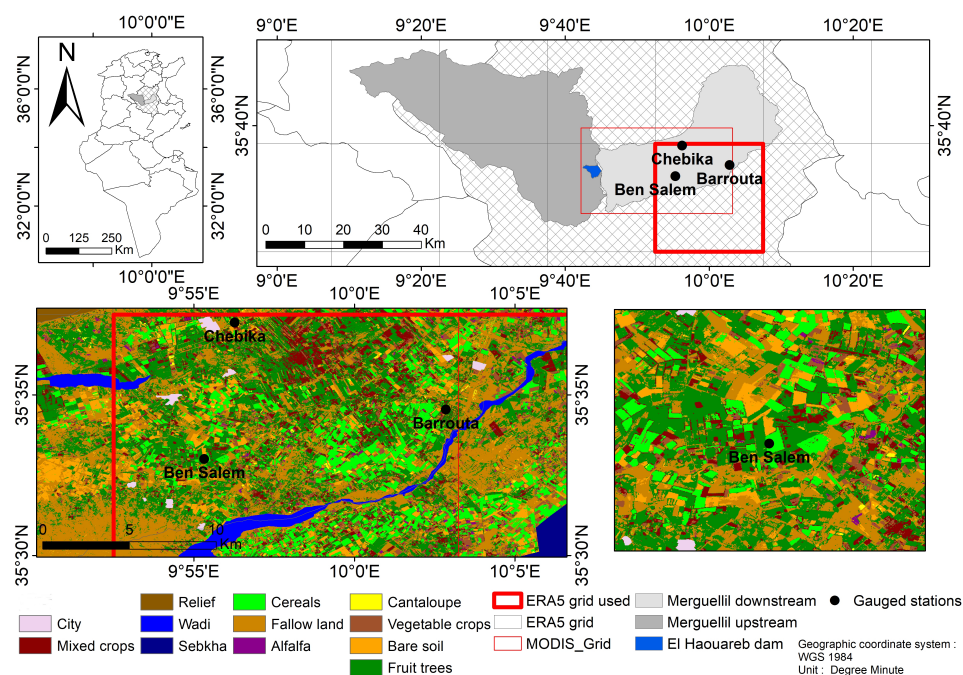 10°0'0"E
9°0'E 9°20'E 9°40'E 10°0'E 10°20'E
N
36°0'0"N 36°0'0"N
32°0'0"N 32°0'0"N
0 125 250
Km
10°0'0"E
35°40'N 35°40'N
Chebika
Barrouta
Ben Salem
0 10 20 30 40
Km
9°0'E 9°20'E 9°40'E 10°0'E 10°20'E
9°55'E 10°0'E 10°5'E
35°35'N 35°35'N
35°30'N 35°30'N
Chebika
Barrouta
Ben Salem
0 5 10
Km
9°55'E 10°0'E 10°5'E
Ben Salem
City
Mixed crops
Relief
Wadi
Sebkha
Cereals
Fallow land
Alfalfa
Cantaloupe
Vegetable crops
Bare soil
Fruit trees
ERA5 grid used
ERA5 grid
MODIS_Grid
Merguellil downstream
Merguellil upstream
El Haouareb dam
Gauged stations
Geographic coordinate system :
WGS 1984
Unit : Degree Minute